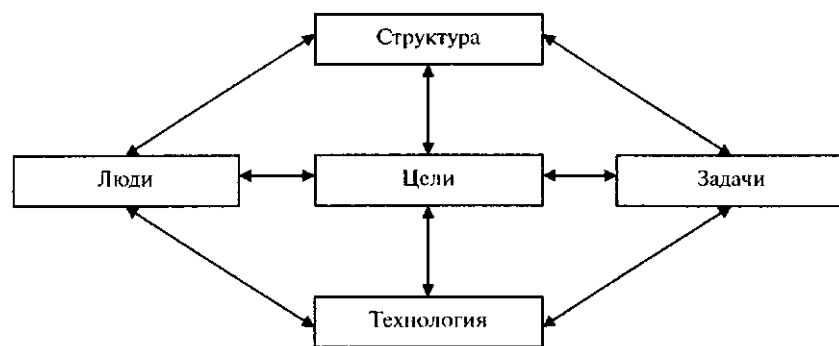 Структура
Люди
Цели
Задачи
Технология